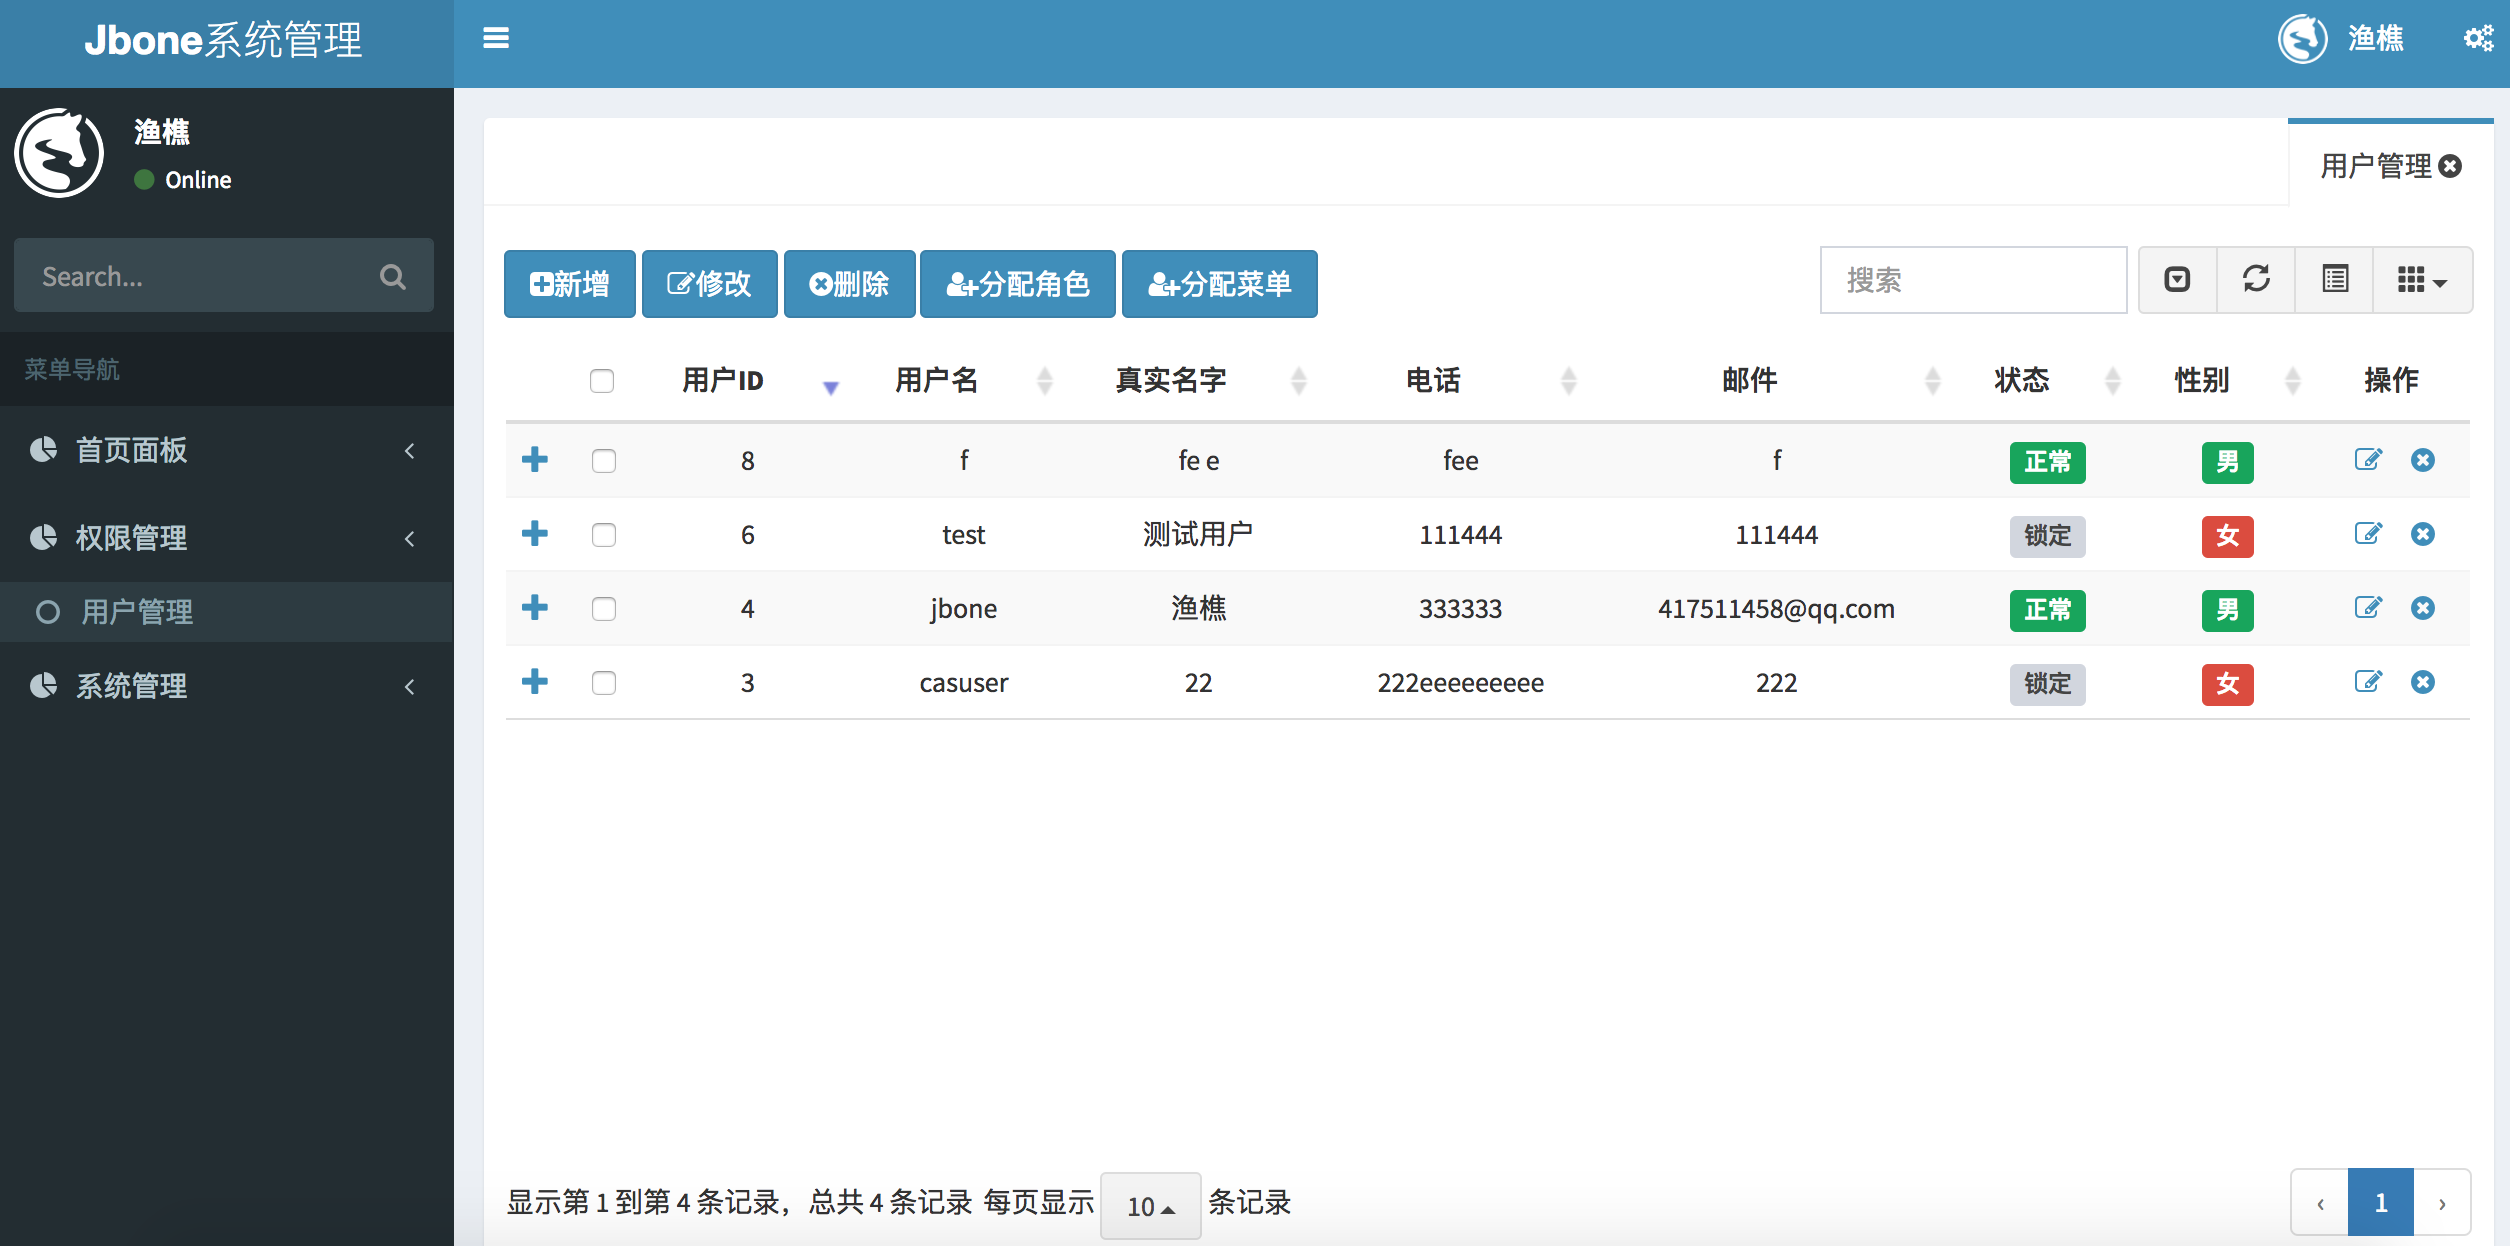 Jbone系统管理
渔樵
渔樵
Online
Search...
菜单导航
首页面板
权限管理
用户管理
系统管理
用户管理
新增 修改 删除 分配角色 分配菜单
搜索
用户ID 用户名 真实名字 电话 邮件 状态 性别 操作
8 f fe e fee f 正常 男
6 test 测试用户 111444 111444 锁定 女
4 jbone 渔樵 333333 417511458@qq.com 正常 男
3 casuser 22 222eeeeeeeee 222 锁定 女
显示第 1 到第 4 条记录，总共 4 条记录 每页显示 10 条记录
‹ 1 ›